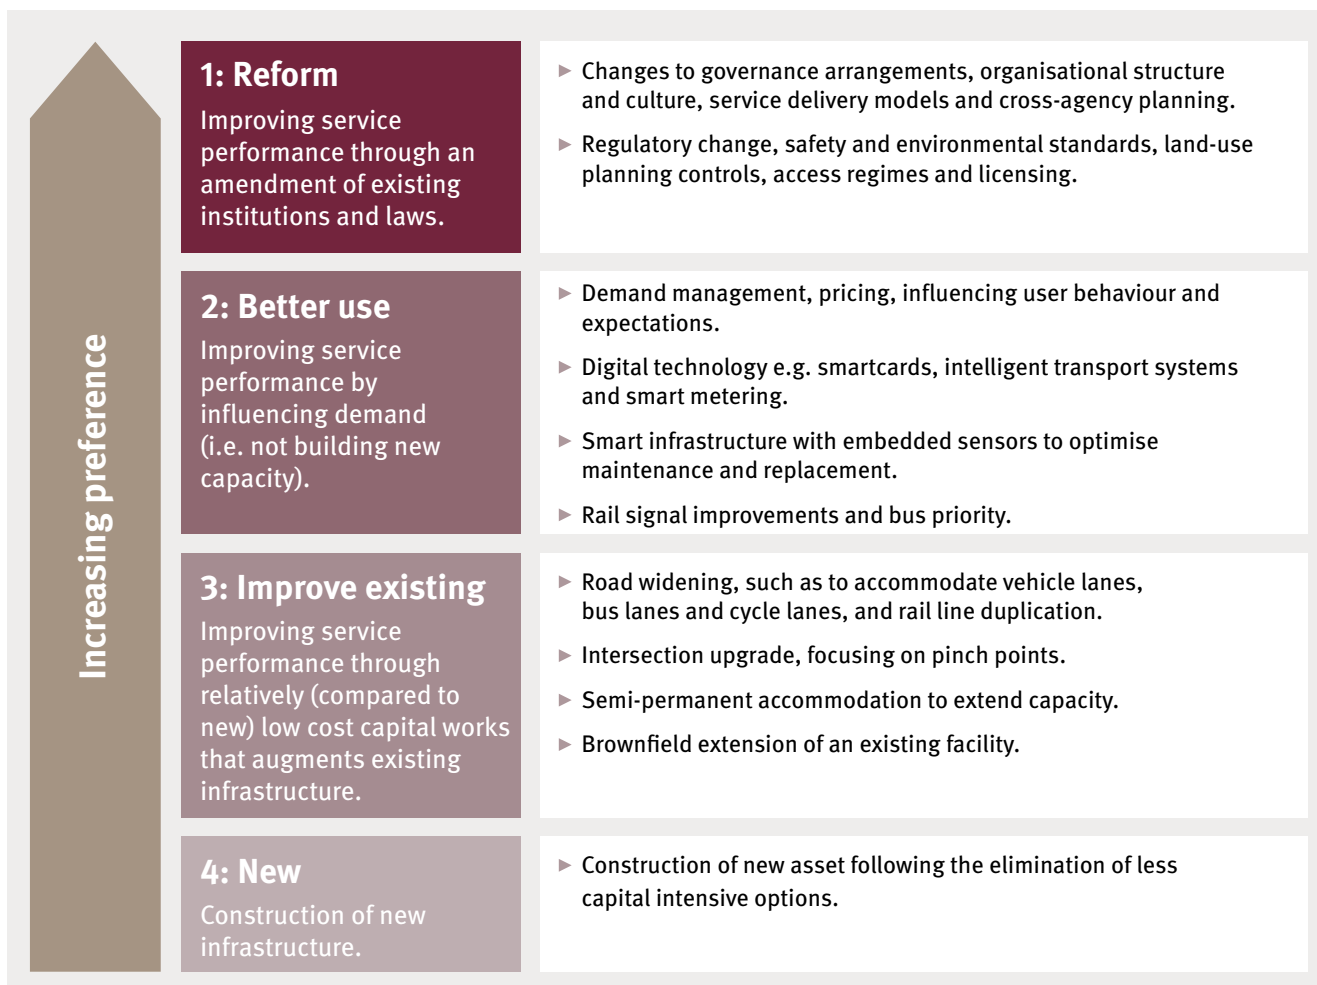 Increasing preference
1: Reform
Improving service
performance through an
amendment of existing
institutions and laws.
► Changes to governance arrangements, organisational structure
and culture, service delivery models and cross-agency planning.
► Regulatory change, safety and environmental standards, land-use
planning controls, access regimes and licensing.
2: Better use
Improving service
performance by
influencing demand
(i.e. not building new
capacity).
► Demand management, pricing, influencing user behaviour and
expectations.
► Digital technology e.g. smartcards, intelligent transport systems
and smart metering.
► Smart infrastructure with embedded sensors to optimise
maintenance and replacement.
► Rail signal improvements and bus priority.
3: Improve existing
Improving service
performance through
relatively (compared to
new) low cost capital works
that augments existing
infrastructure.
► Road widening, such as to accommodate vehicle lanes,
bus lanes and cycle lanes, and rail line duplication.
► Intersection upgrade, focusing on pinch points.
► Semi-permanent accommodation to extend capacity.
► Brownfield extension of an existing facility.
4: New
Construction of new
infrastructure.
► Construction of new asset following the elimination of less
capital intensive options.